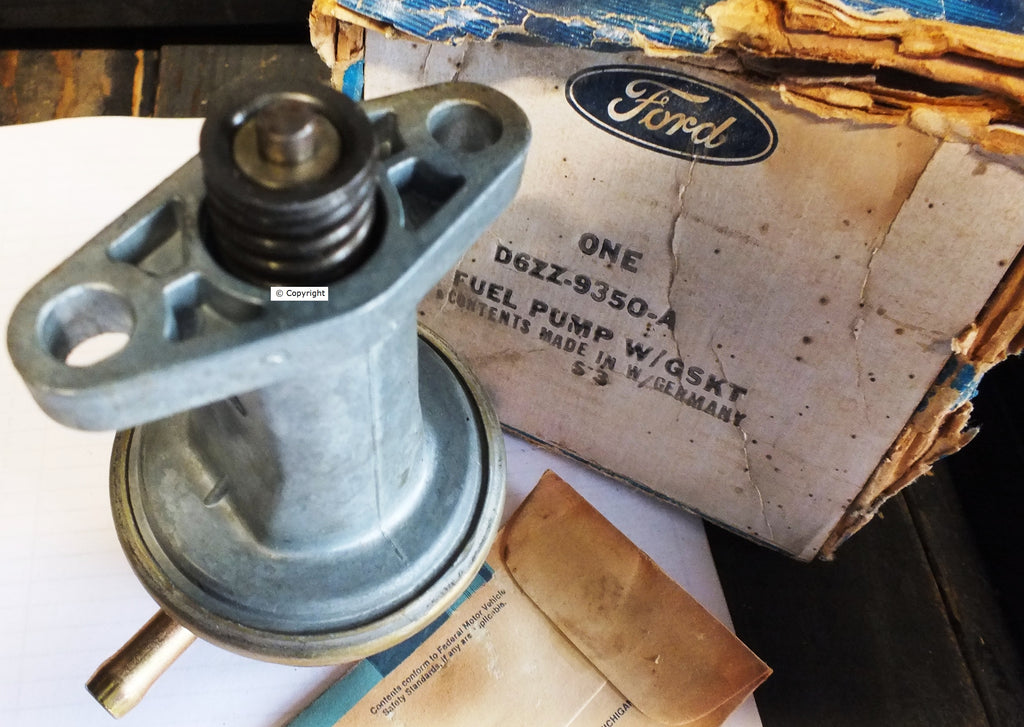 Ford
ONE
D6ZZ-9350-A
FUEL PUMP W/GSKT
CONTENTS MADE IN W/GERMANY
S-3
© Copyright
Contents conform to Federal Motor Vehicle
Safety Standards, if any are applicable.
MICHIGAN